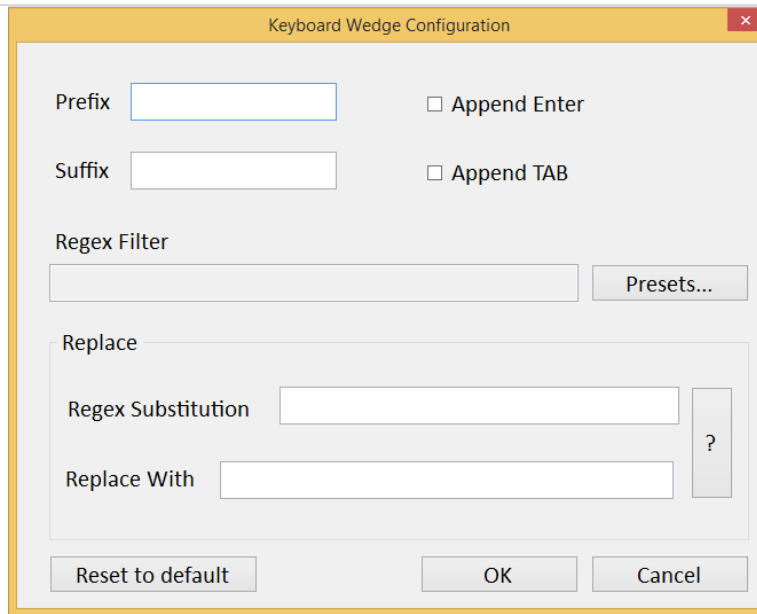 Keyboard Wedge Configuration
Prefix
Append Enter
Suffix
Append TAB
Regex Filter
Presets...
Replace
Regex Substitution
?
Replace With
Reset to default
OK
Cancel